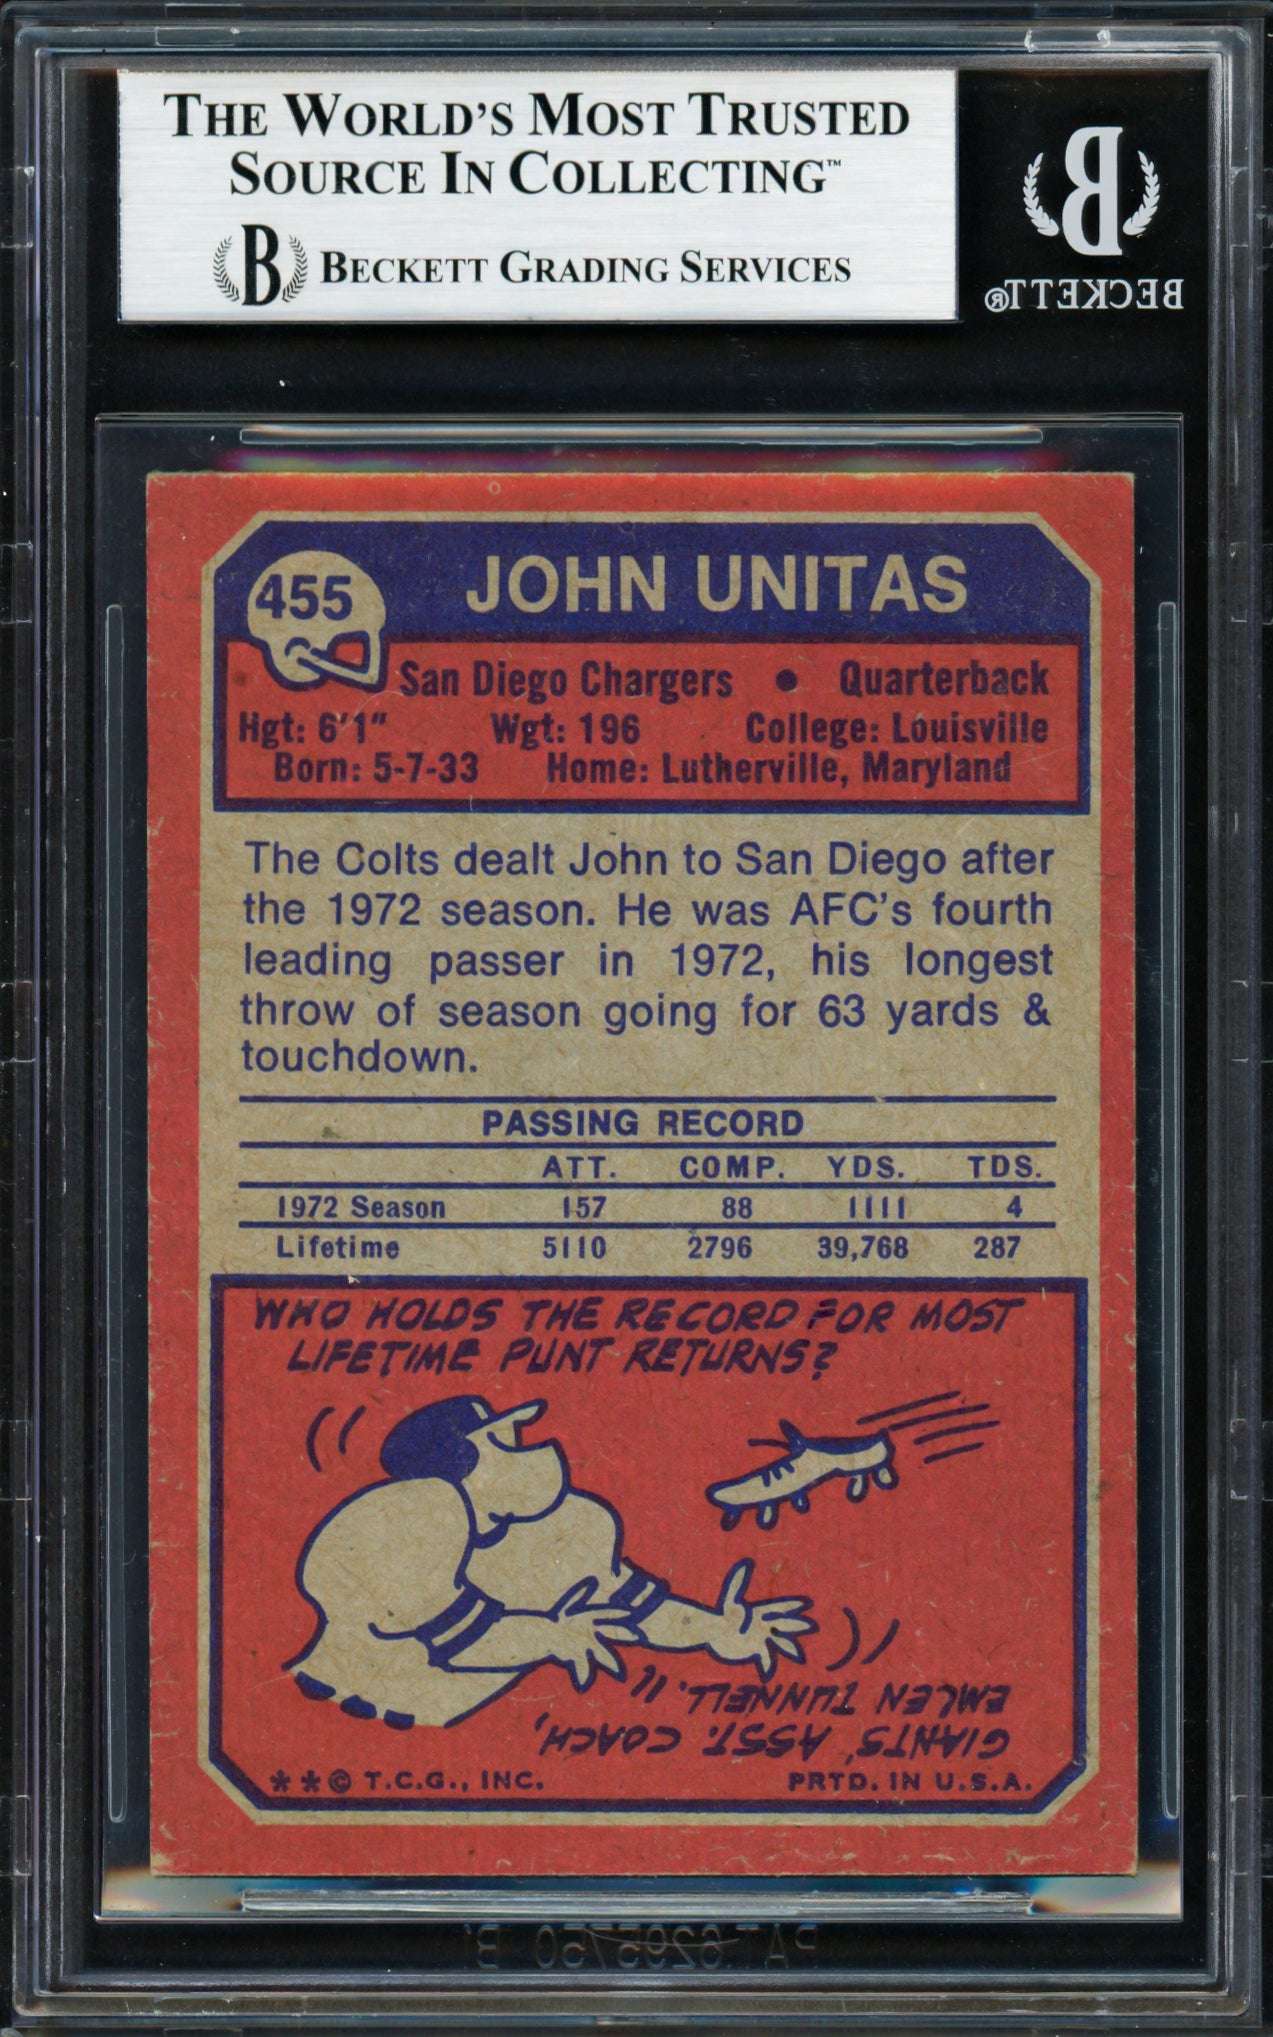 THE WORLD'S MOST TRUSTED
SOURCE IN COLLECTING™
B BECKETT GRADING SERVICES
B
BECKETT®
455
JOHN UNITAS
San Diego Chargers • Quarterback
Hgt: 6'1" Wgt: 196 College: Louisville
Born: 5-7-33 Home: Lutherville, Maryland
The Colts dealt John to San Diego after
the 1972 season. He was AFC's fourth
leading passer in 1972, his longest
throw of season going for 63 yards &
touchdown.
PASSING RECORD
ATT. COMP. YDS. TDS.
1972 Season 157 88 1111 4
Lifetime 5110 2796 39,768 287
WHO HOLDS THE RECORD FOR MOST
LIFETIME PUNT RETURNS?
GIANTS' ASST. COACH,
EMLEN TUNNELL.
**© T.C.G., INC. PRTD. IN U.S.A.
PAT. 6295750 B.